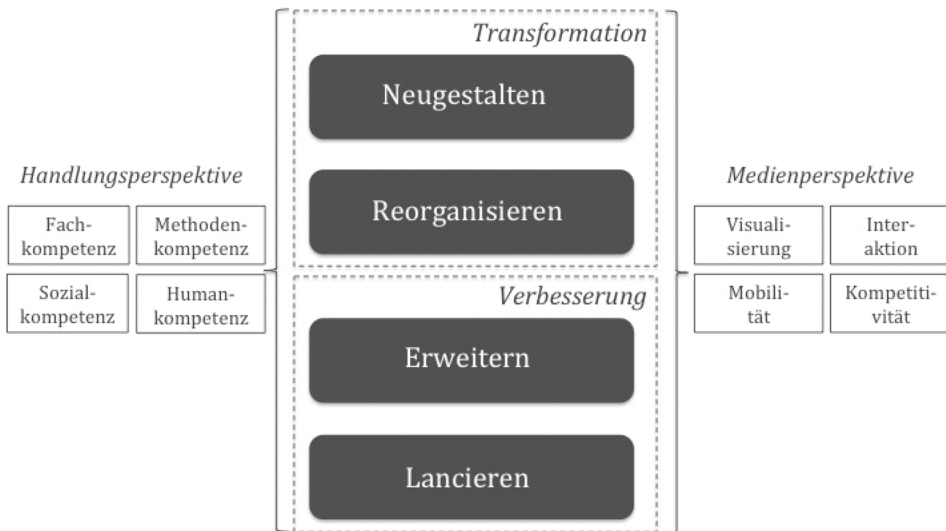 Transformation
Neugestalten
Reorganisieren
Handlungsperspektive
Fach-
kompetenz
Methoden-
kompetenz
Sozial-
kompetenz
Human-
kompetenz
Verbesserung
Erweitern
Lancieren
Medienperspektive
Visuali-
sierung
Inter-
aktion
Mobili-
tät
Kompetiti-
vität